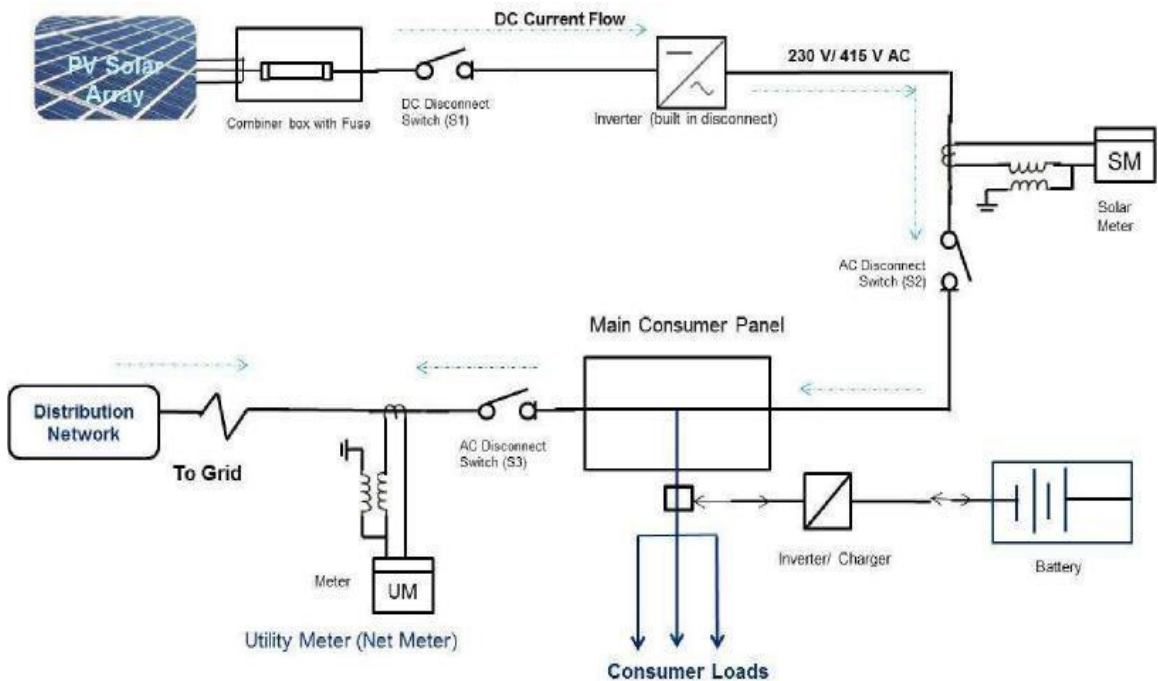 DC Current Flow
PV Solar
Array
230 V/ 415 V AC
Combiner box with Fuse
DC Disconnect
Switch (S1)
Inverter (built in disconnect)
SM
Solar
Meter
AC Disconnect
Switch (S2)
Main Consumer Panel
Distribution
Network
To Grid
AC Disconnect
Switch (S3)
Inverter/ Charger
Battery
Meter
UM
Utility Meter (Net Meter)
Consumer Loads